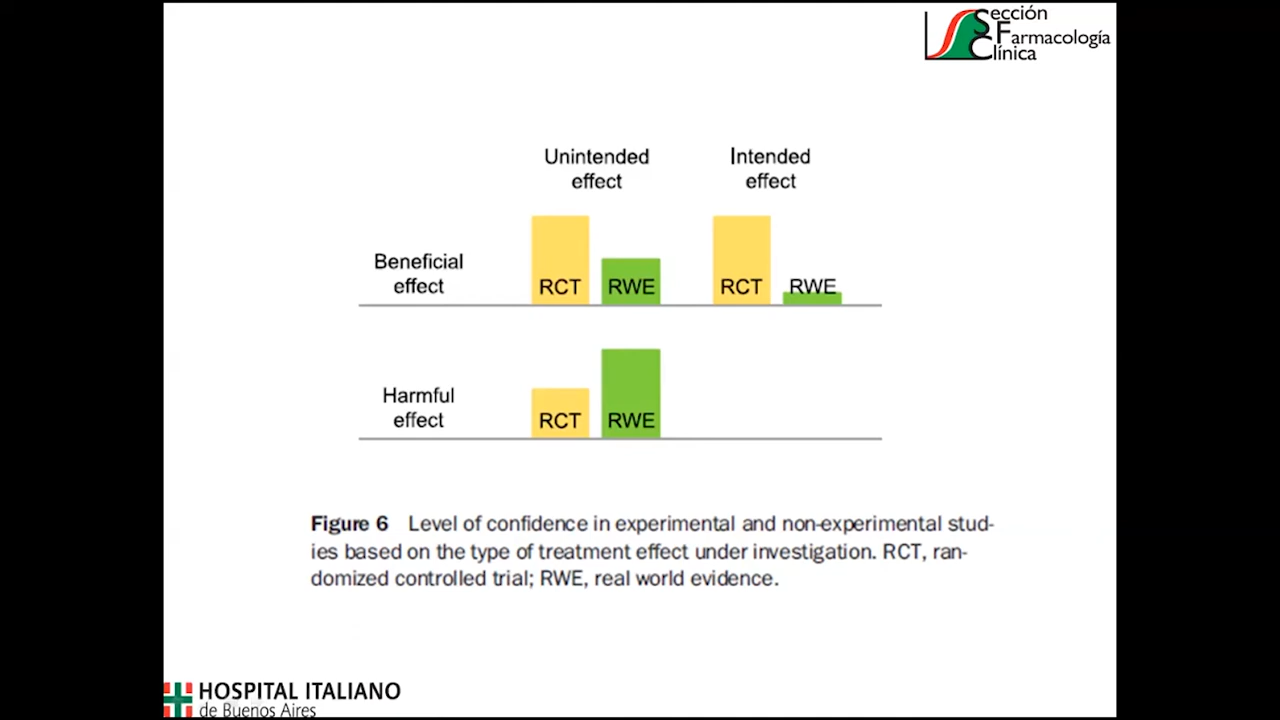 Sección
Farmacología
Clínica
Unintended
effect
Intended
effect
Beneficial
effect
RCT
RWE
RCT
RWE
Harmful
effect
RCT
RWE
Figure 6 Level of confidence in experimental and non-experimental stud-
ies based on the type of treatment effect under investigation. RCT, ran-
domized controlled trial; RWE, real world evidence.
HOSPITAL ITALIANO
de Buenos Aires